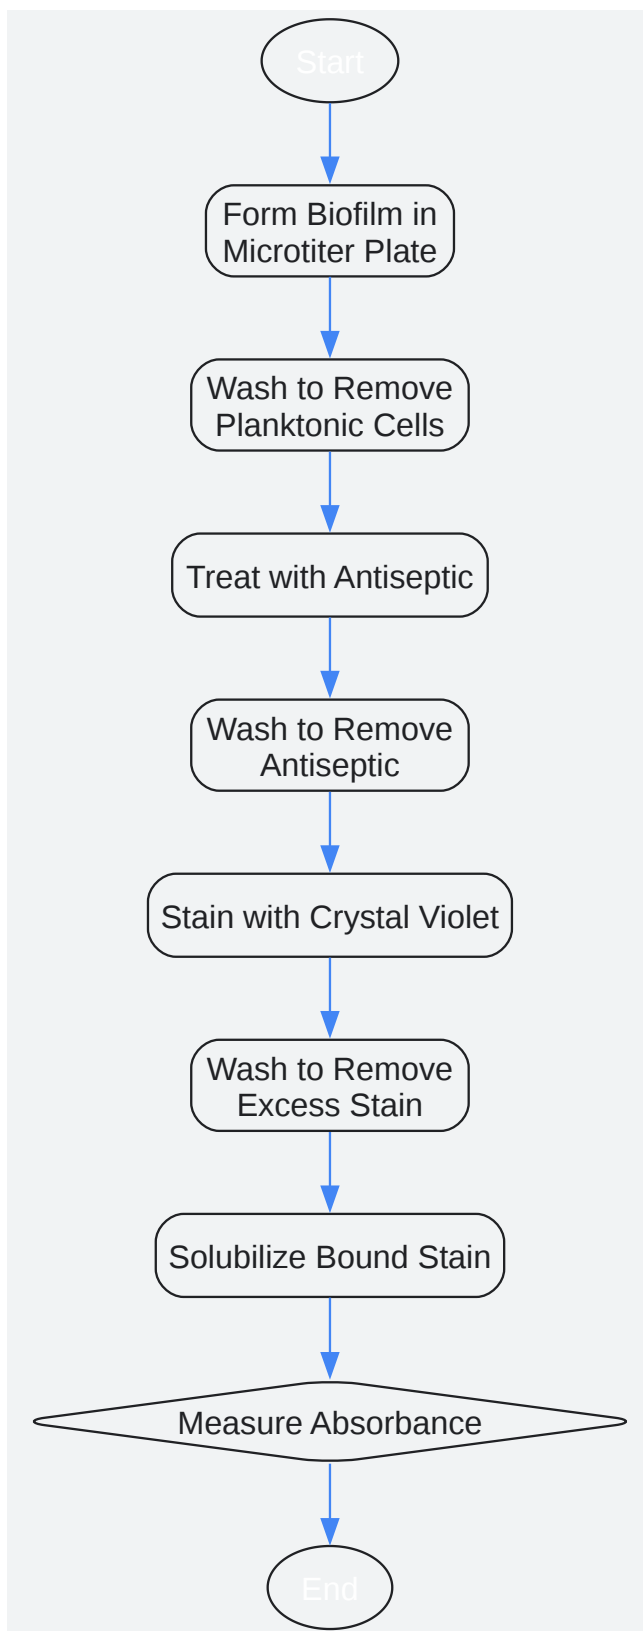 Start
Form Biofilm in
Microtiter Plate
Wash to Remove
Planktonic Cells
Treat with Antiseptic
Wash to Remove
Antiseptic
Stain with Crystal Violet
Wash to Remove
Excess Stain
Solubilize Bound Stain
Measure Absorbance
End